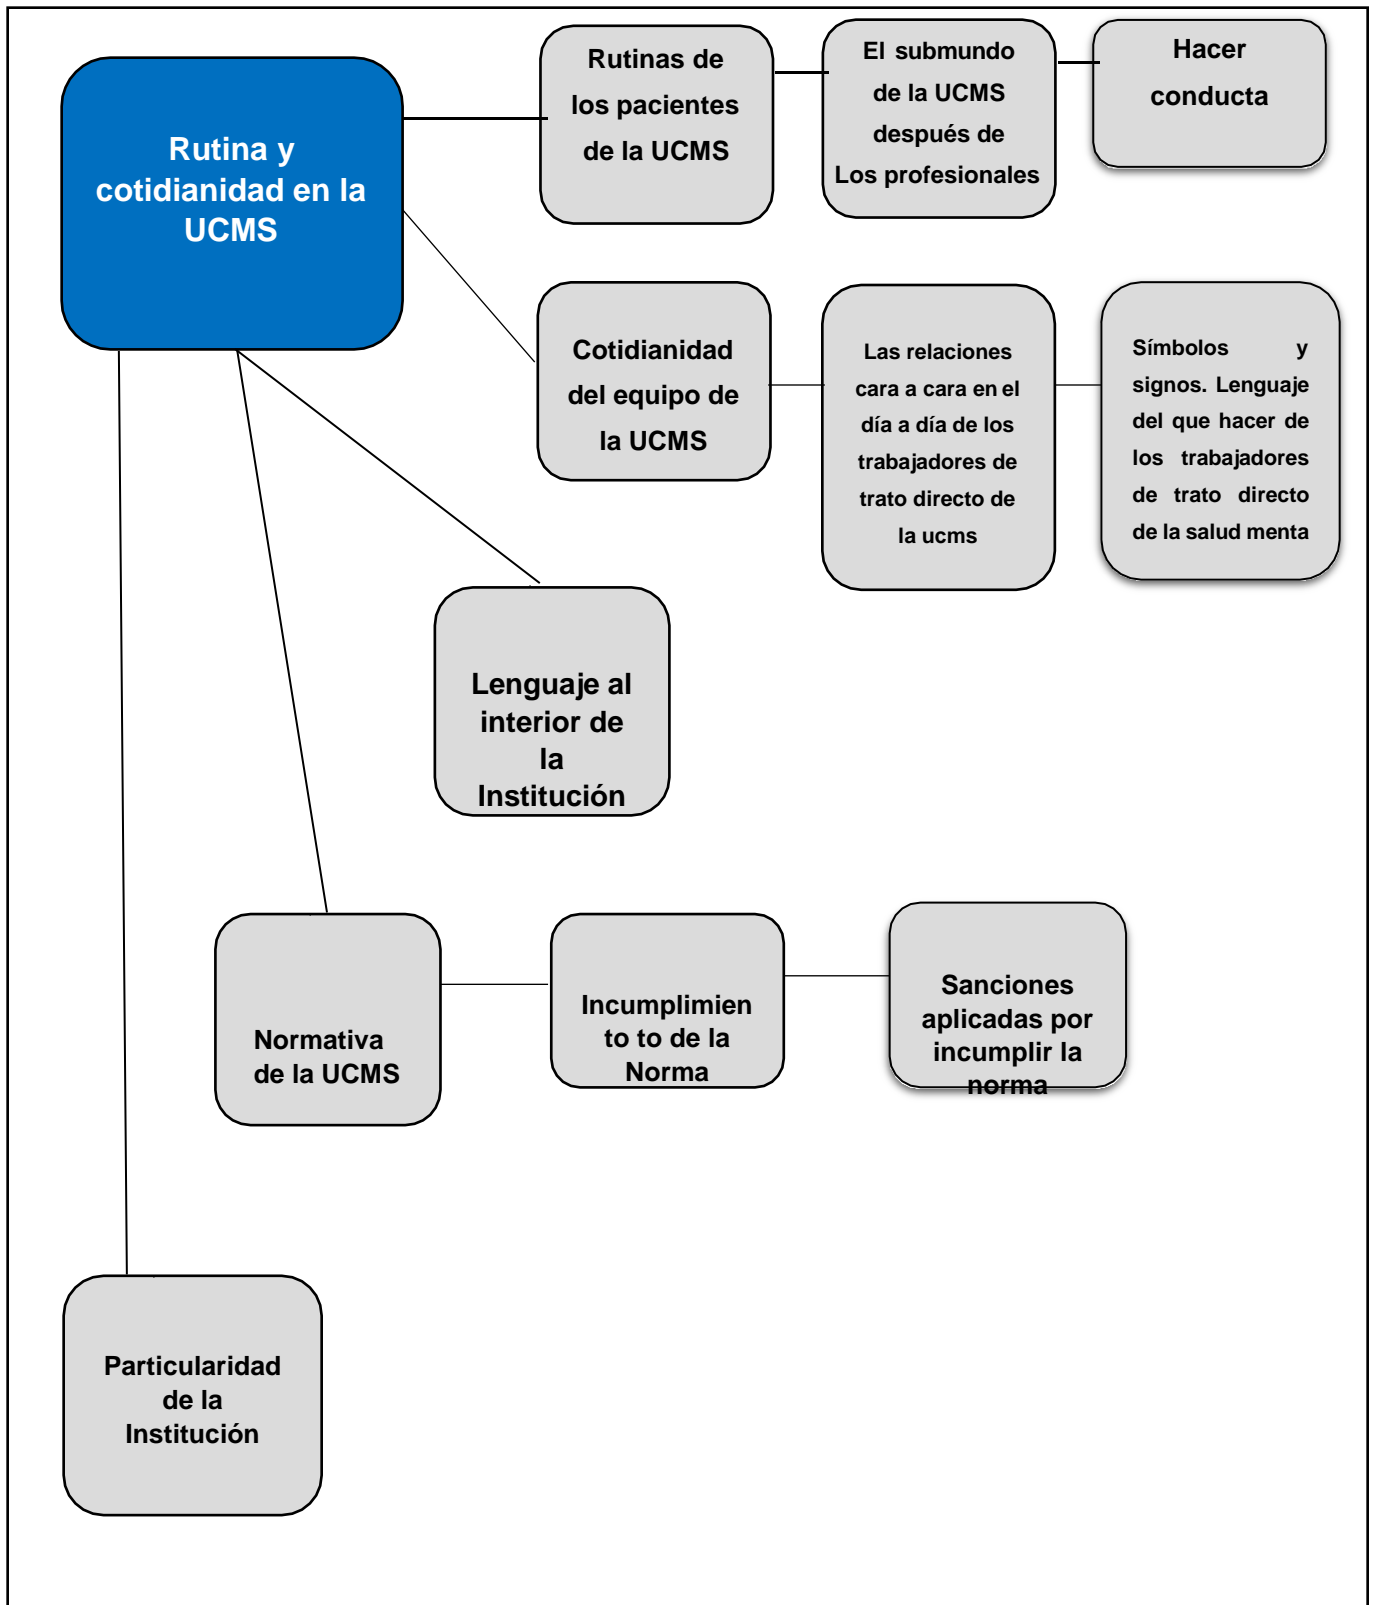 Rutina y
cotidianidad en la
UCMS
Rutinas de
los pacientes
de la UCMS
El submundo
de la UCMS
después de
Los profesionales
Hacer
conducta
Cotidianidad
del equipo de
la UCMS
Las relaciones
cara a cara en el
día a día de los
trabajadores de
trato directo de
la ucms
Símbolos y
signos. Lenguaje
del que hacer de
los trabajadores
de trato directo
de la salud menta
Lenguaje al
interior de
la
Institución
Normativa
de la UCMS
Incumplimien
to to de la
Norma
Sanciones
aplicadas por
incumplir la
norma
Particularidad
de la
Institución